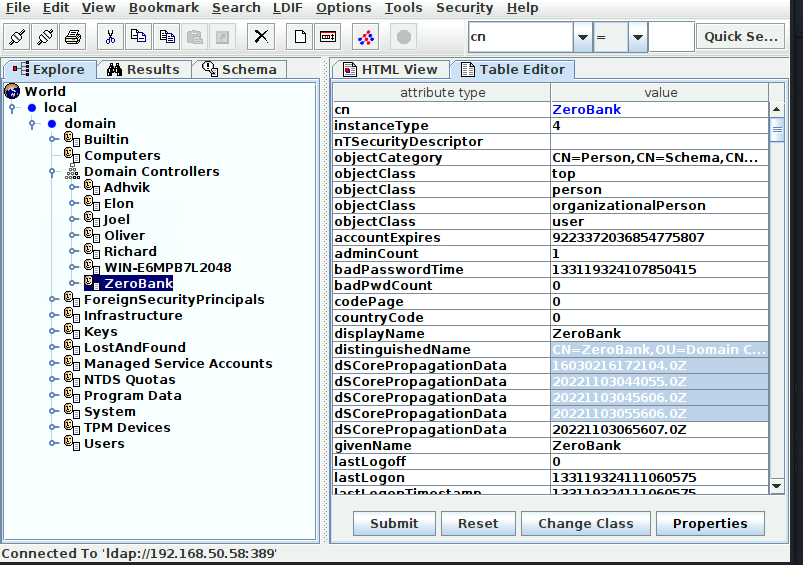 File Edit View Bookmark Search LDIF Options Tools Security Help
cn = Quick Se...
Explore Results Schema
HTML View Table Editor
World
local
domain
Builtin
Computers
Domain Controllers
Adhvik
Elon
Joel
Oliver
Richard
WIN-E6MPB7L2048
ZeroBank
ForeignSecurityPrincipals
Infrastructure
Keys
LostAndFound
Managed Service Accounts
NTDS Quotas
Program Data
System
TPM Devices
Users
attribute type value
cn ZeroBank
instanceType 4
nTSecurityDescriptor
objectCategory CN=Person,CN=Schema,CN...
objectClass top
objectClass person
objectClass organizationalPerson
objectClass user
accountExpires 9223372036854775807
adminCount 1
badPasswordTime 133119324107850415
badPwdCount 0
codePage 0
countryCode 0
displayName ZeroBank
distinguishedName CN=ZeroBank,OU=Domain C...
dSCorePropagationData 16030216172104.0Z
dSCorePropagationData 20221103044055.0Z
dSCorePropagationData 20221103045606.0Z
dSCorePropagationData 20221103055606.0Z
dSCorePropagationData 20221103065607.0Z
givenName ZeroBank
lastLogoff 0
lastLogon 133119324111060575
lastLogonTimestamp 133119324111060575
Submit Reset Change Class Properties
Connected To 'ldap://192.168.50.58:389'